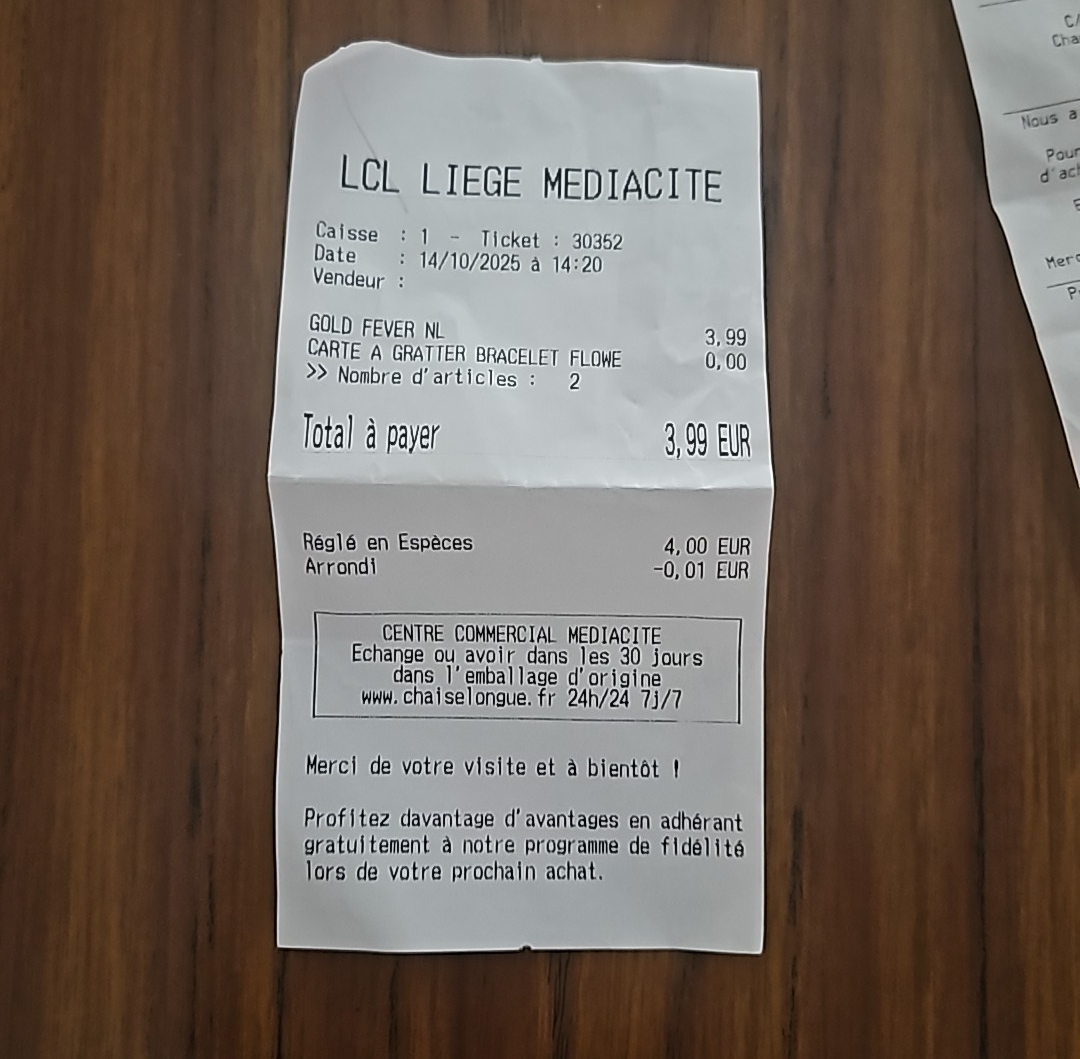 LCL LIEGE MEDIACITE
Caisse : 1 - Ticket : 30352
Date : 14/10/2025 à 14:20
Vendeur :
GOLD FEVER NL 3,99
CARTE A GRATTER BRACELET FLOWE 0,00
>> Nombre d'articles : 2
Total à payer 3,99 EUR
Réglé en Espèces 4,00 EUR
Arrondi -0,01 EUR
CENTRE COMMERCIAL MEDIACITE
Echange ou avoir dans les 30 jours
dans l'emballage d'origine
www.chaiselongue.fr 24h/24 7j/7
Merci de votre visite et à bientôt !
Profitez davantage d'avantages en adhérant
gratuitement à notre programme de fidélité
lors de votre prochain achat.
Nous a
Pour